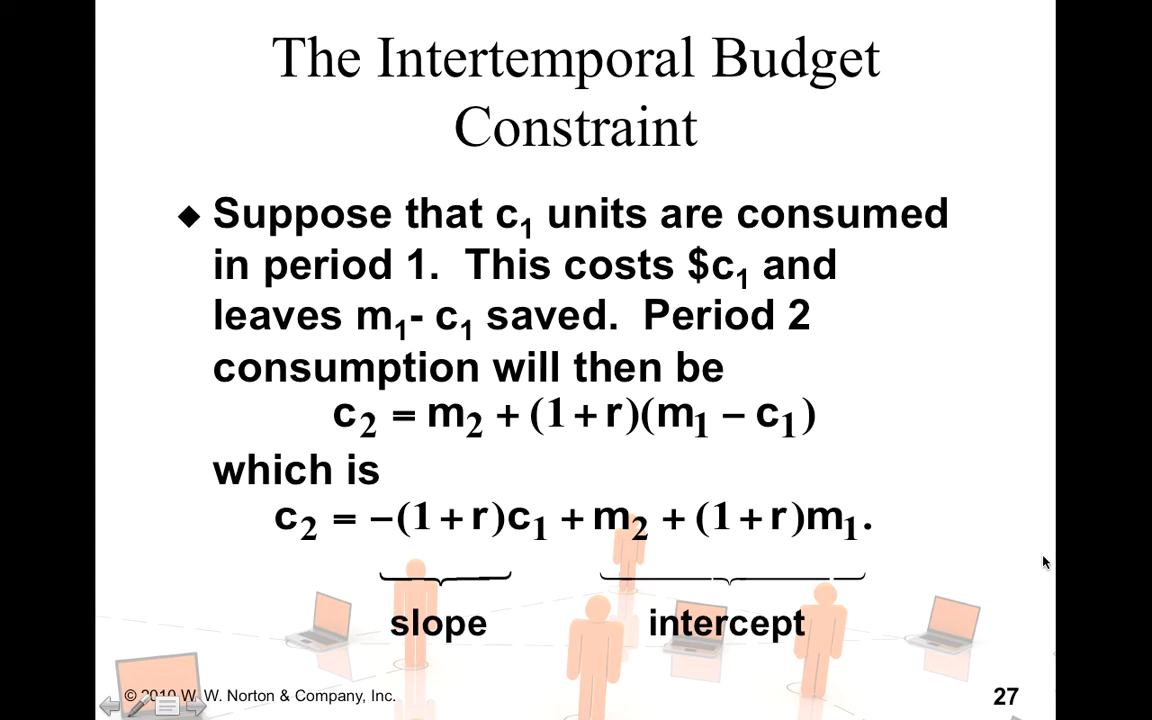 The Intertemporal Budget
Constraint
◆ Suppose that c₁ units are consumed
in period 1. This costs $c₁ and
leaves m₁- c₁ saved. Period 2
consumption will then be
c₂ = m₂ + (1 + r)(m₁ − c₁)
which is
c₂ = −(1 + r)c₁ + m₂ + (1 + r)m₁.
slope intercept
© 2010 W. W. Norton & Company, Inc. 27